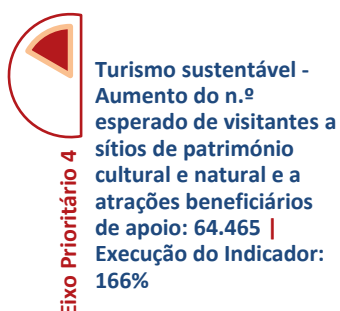 Eixo Prioritário 4
Turismo sustentável -
Aumento do n.º
esperado de visitantes a
sítios de património
cultural e natural e a
atrações beneficiários
de apoio: 64.465 |
Execução do Indicador:
166%